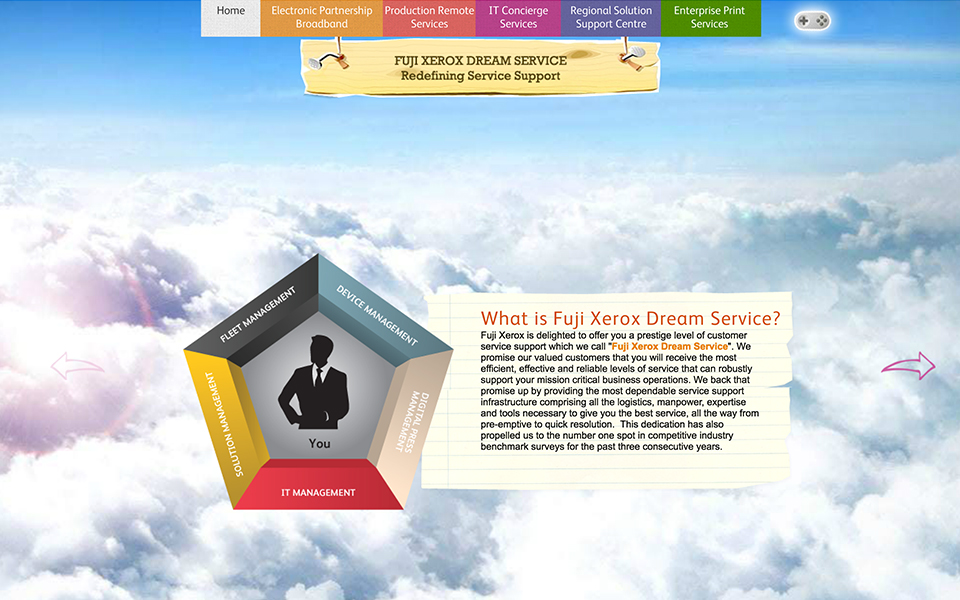 Home
Electronic Partnership
Broadband
Production Remote
Services
IT Concierge
Services
Regional Solution
Support Centre
Enterprise Print
Services
FUJI XEROX DREAM SERVICE
Redefining Service Support
FLEET MANAGEMENT
DEVICE MANAGEMENT
SOLUTION MANAGEMENT
DIGITAL PRESS
MANAGEMENT
You
IT MANAGEMENT
What is Fuji Xerox Dream Service?
Fuji Xerox is delighted to offer you a prestige level of customer
service support which we call "Fuji Xerox Dream Service". We
promise our valued customers that you will receive the most
efficient, effective and reliable levels of service that can robustly
support your mission critical business operations. We back that
promise up by providing the most dependable service support
infrastructure comprising all the logistics, manpower, expertise
and tools necessary to give you the best service, all the way from
pre-emptive to quick resolution. This dedication has also
propelled us to the number one spot in competitive industry
benchmark surveys for the past three consecutive years.